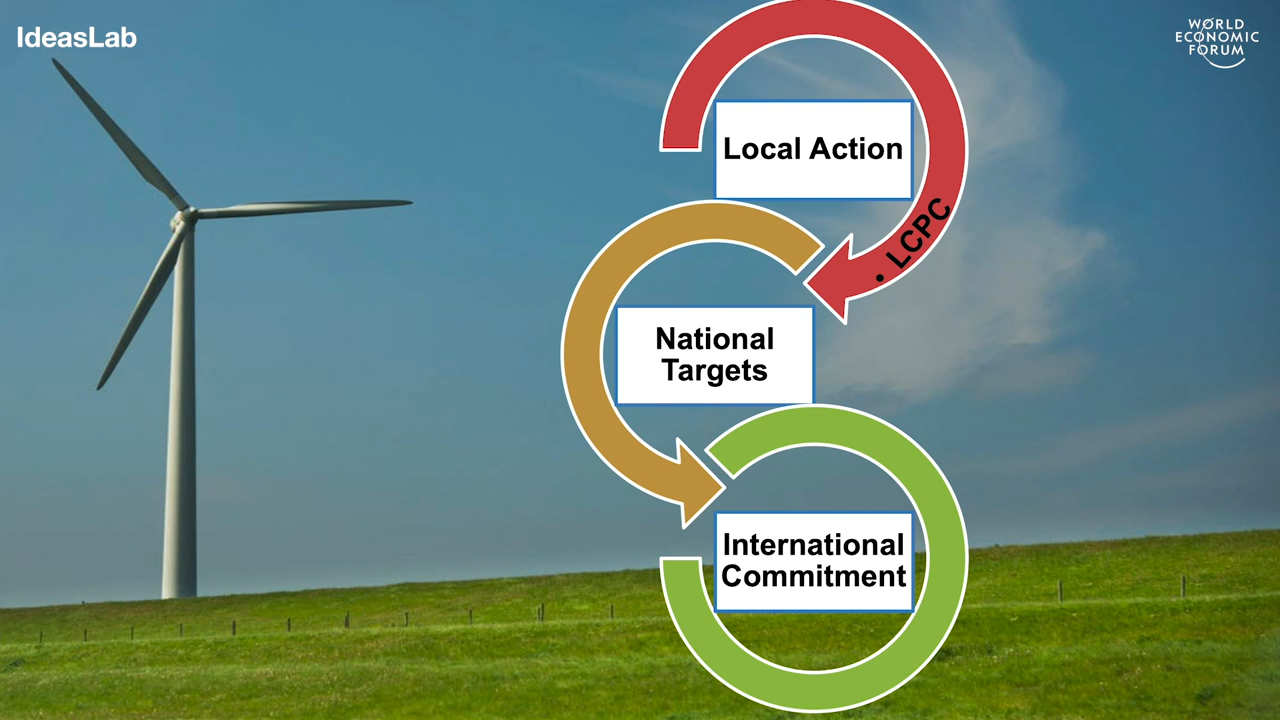 IdeasLab
WORLD
ECONOMIC
FORUM
Local Action
• LCPC
National
Targets
International
Commitment